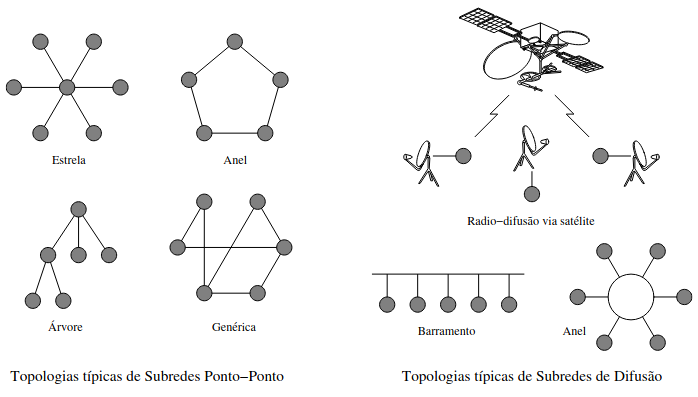 Estrela
Anel
Árvore
Genérica
Topologias típicas de Subredes Ponto−Ponto
Radio−difusão via satélite
Barramento
Anel
Topologias típicas de Subredes de Difusão